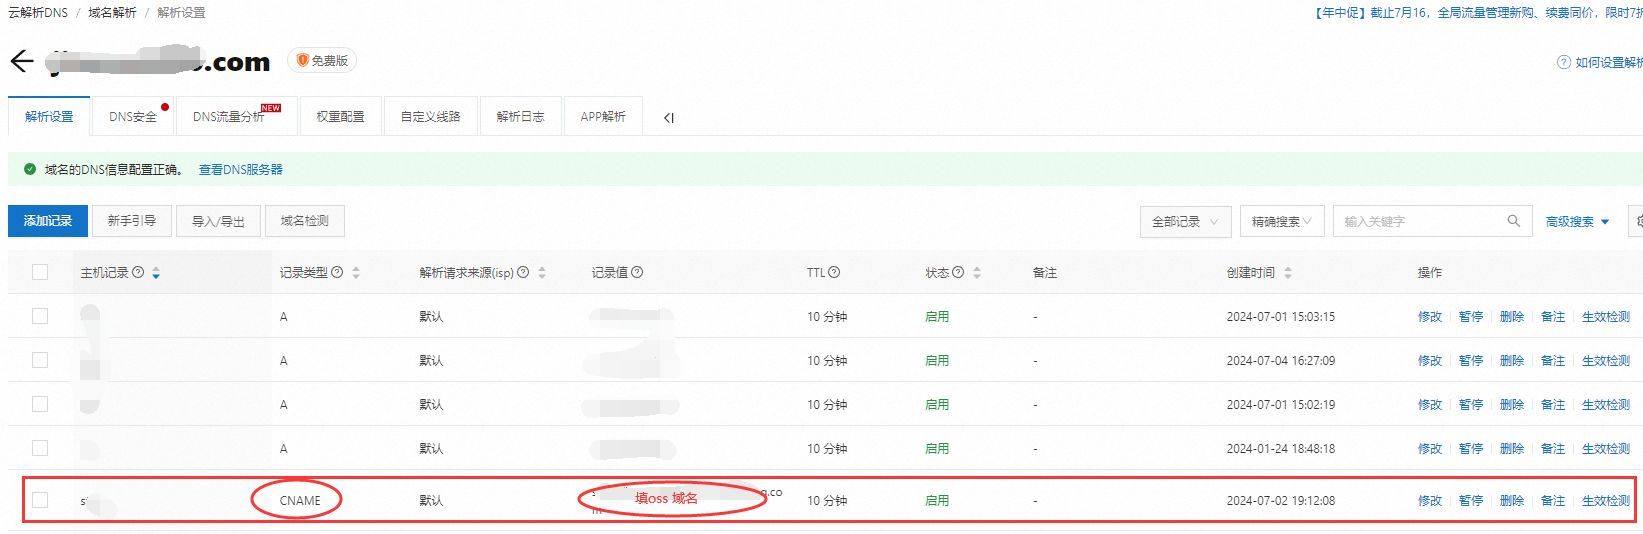 云解析DNS / 域名解析 / 解析设置
【年中促】截止7月16，全局流量管理新购、续费同价，限时7折
.com 免费版
如何设置解析
解析设置 DNS安全 DNS流量分析 NEW 权重配置 自定义线路 解析日志 APP解析
域名的DNS信息配置正确。 查看DNS服务器
添加记录 新手引导 导入/导出 域名检测 全部记录 精确搜索 输入关键字 高级搜索
主机记录 记录类型 解析请求来源(isp) 记录值 TTL 状态 备注 创建时间 操作
A 默认 10 分钟 启用 - 2024-07-01 15:03:15 修改 暂停 删除 备注 生效检测
A 默认 10 分钟 启用 - 2024-07-04 16:27:09 修改 暂停 删除 备注 生效检测
A 默认 10 分钟 启用 - 2024-07-01 15:02:19 修改 暂停 删除 备注 生效检测
A 默认 10 分钟 启用 - 2024-01-24 18:48:18 修改 暂停 删除 备注 生效检测
CNAME 默认 填oss 域名 10 分钟 启用 - 2024-07-02 19:12:08 修改 暂停 删除 备注 生效检测